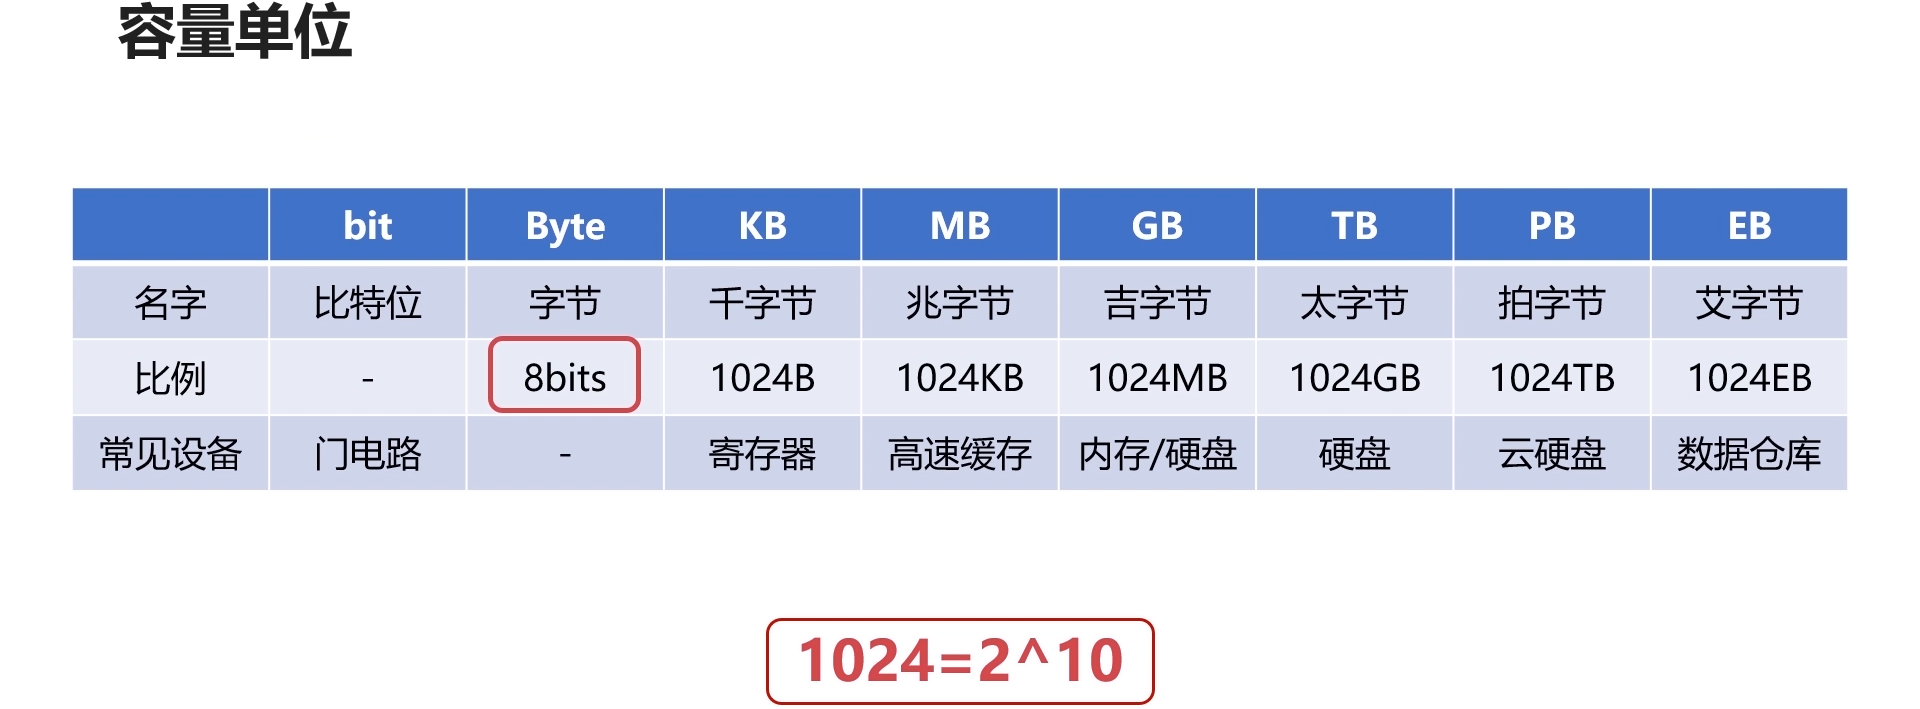 容量单位
bit Byte KB MB GB TB PB EB
名字 比特位 字节 千字节 兆字节 吉字节 太字节 拍字节 艾字节
比例 - 8bits 1024B 1024KB 1024MB 1024GB 1024TB 1024EB
常见设备 门电路 - 寄存器 高速缓存 内存/硬盘 硬盘 云硬盘 数据仓库
1024=2^10